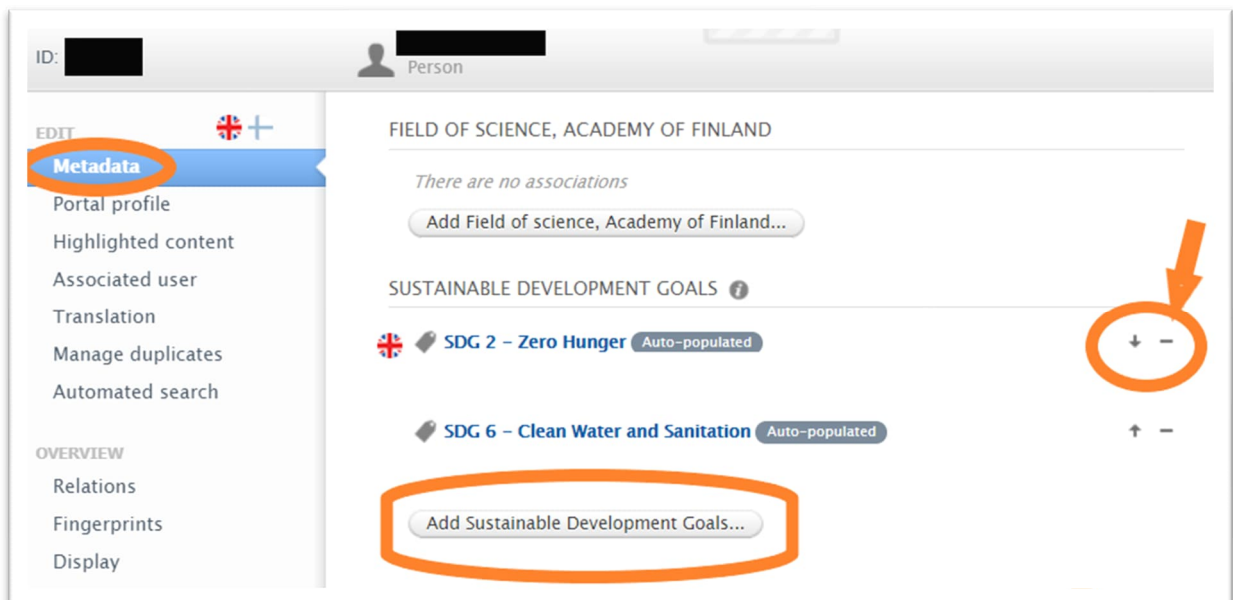 ID:
Person
EDIT
Metadata
Portal profile
Highlighted content
Associated user
Translation
Manage duplicates
Automated search
OVERVIEW
Relations
Fingerprints
Display
FIELD OF SCIENCE, ACADEMY OF FINLAND
There are no associations
Add Field of science, Academy of Finland...
SUSTAINABLE DEVELOPMENT GOALS
SDG 2 – Zero Hunger Auto-populated
SDG 6 – Clean Water and Sanitation Auto-populated
Add Sustainable Development Goals...